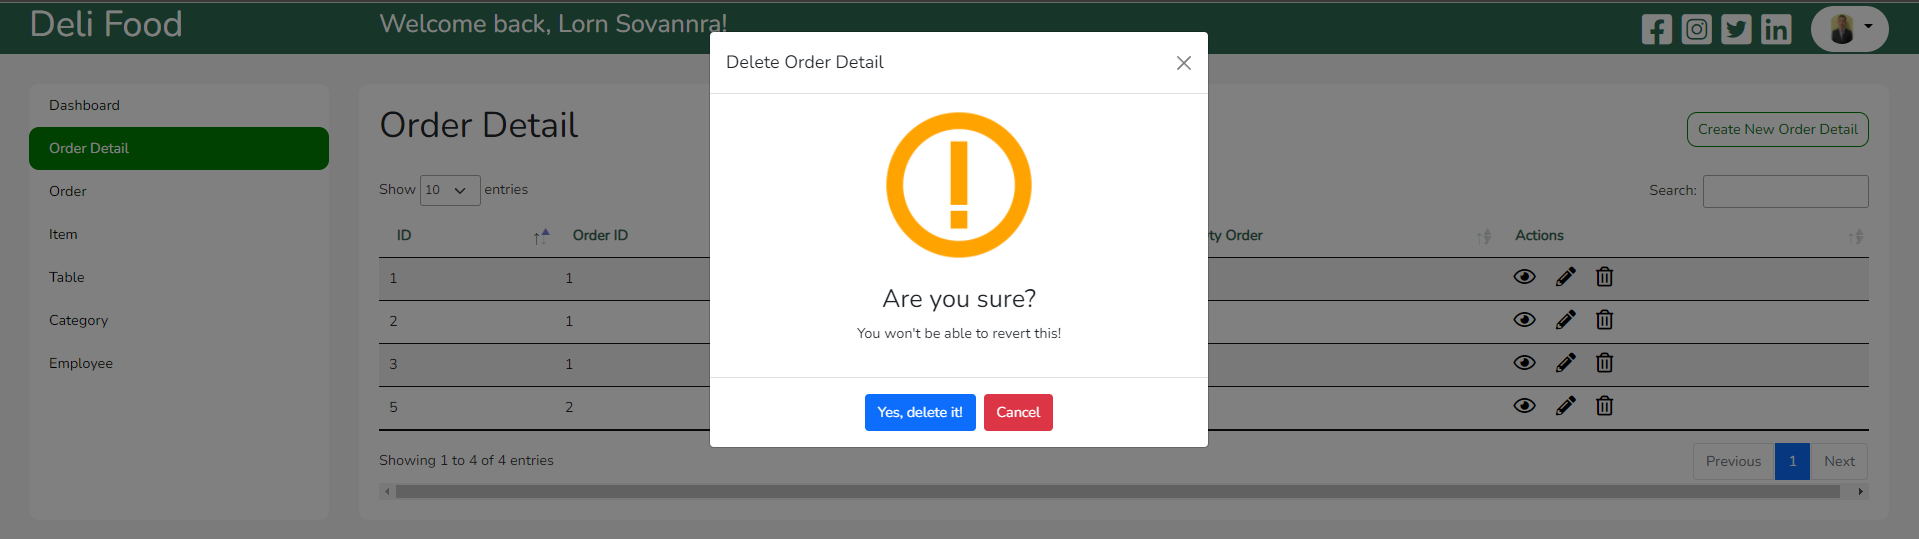 Deli Food
Welcome back, Lorn Sovannra!
Delete Order Detail
Dashboard
Order Detail
Order
Item
Table
Category
Employee
Order Detail
Create New Order Detail
Show 10 entries
Search:
ID Order ID ty Order Actions
1 1
2 1
3 1
5 2
Are you sure?
You won't be able to revert this!
Yes, delete it! Cancel
Showing 1 to 4 of 4 entries
Previous 1 Next